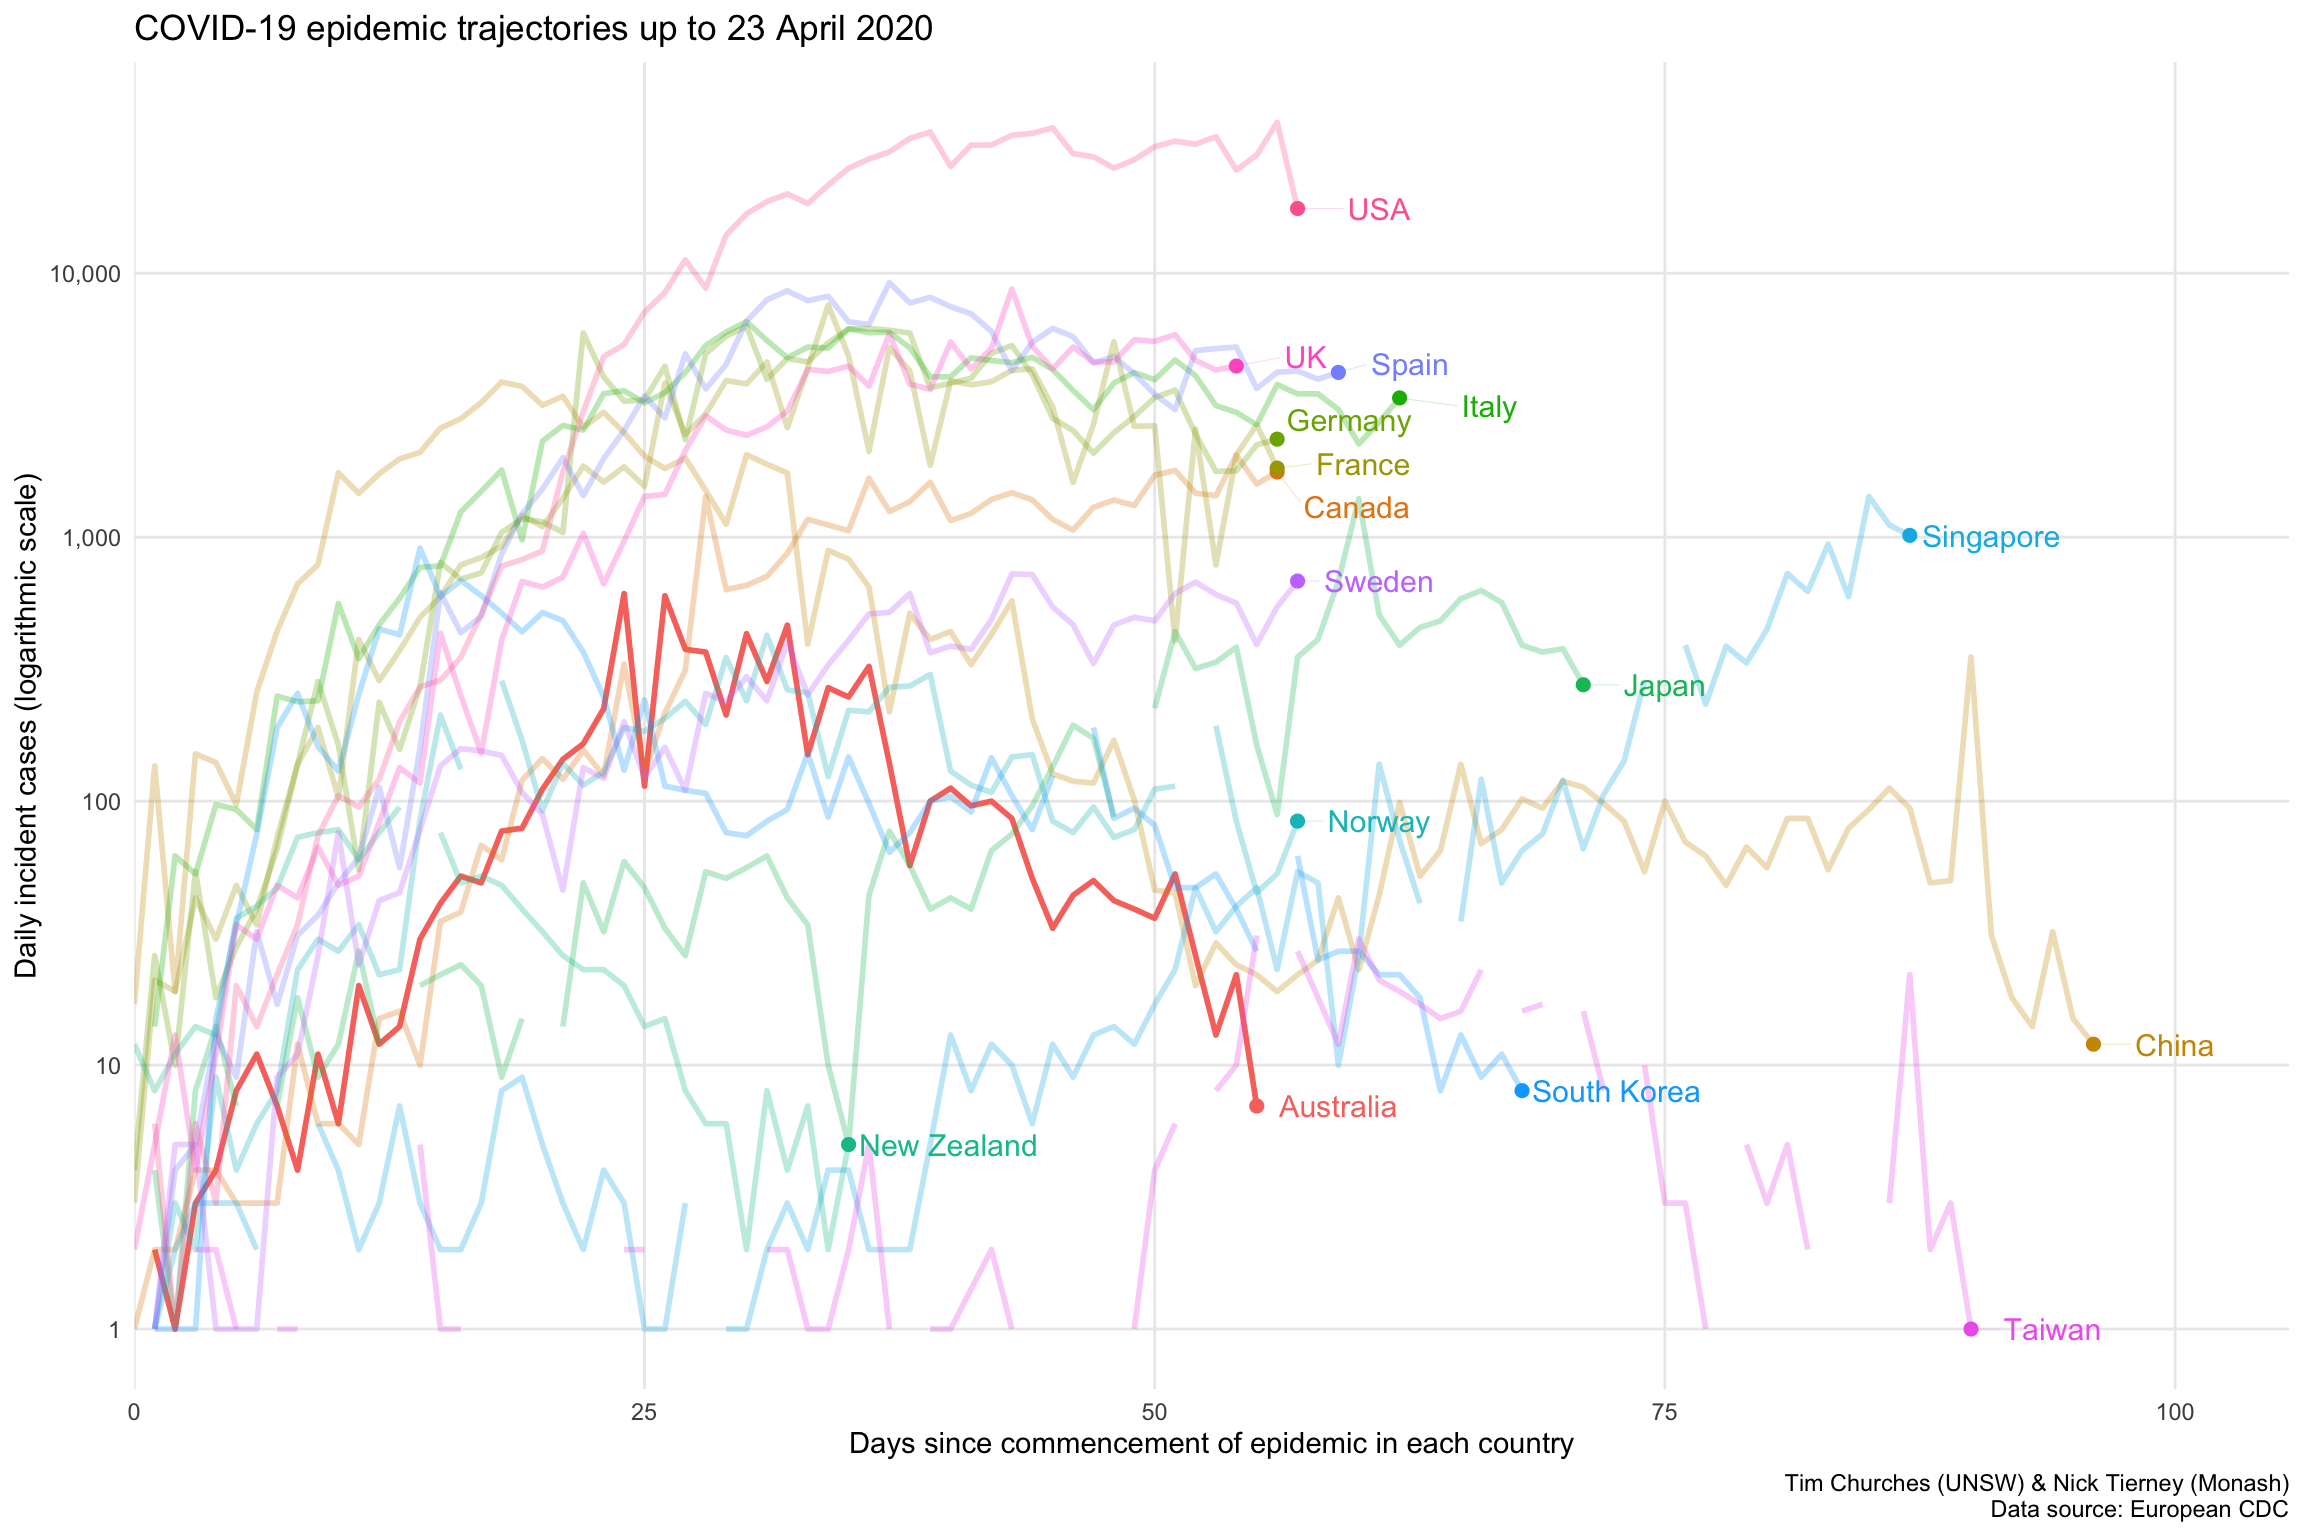 COVID-19 epidemic trajectories up to 23 April 2020
USA
10,000
UK
Spain
Italy
Germany
France
Canada
1,000
Singapore
Sweden
Japan
100
Norway
Daily incident cases (logarithmic scale)
10
China
South Korea
Australia
New Zealand
1
Taiwan
0
25
50
75
100
Days since commencement of epidemic in each country
Tim Churches (UNSW) & Nick Tierney (Monash)
Data source: European CDC